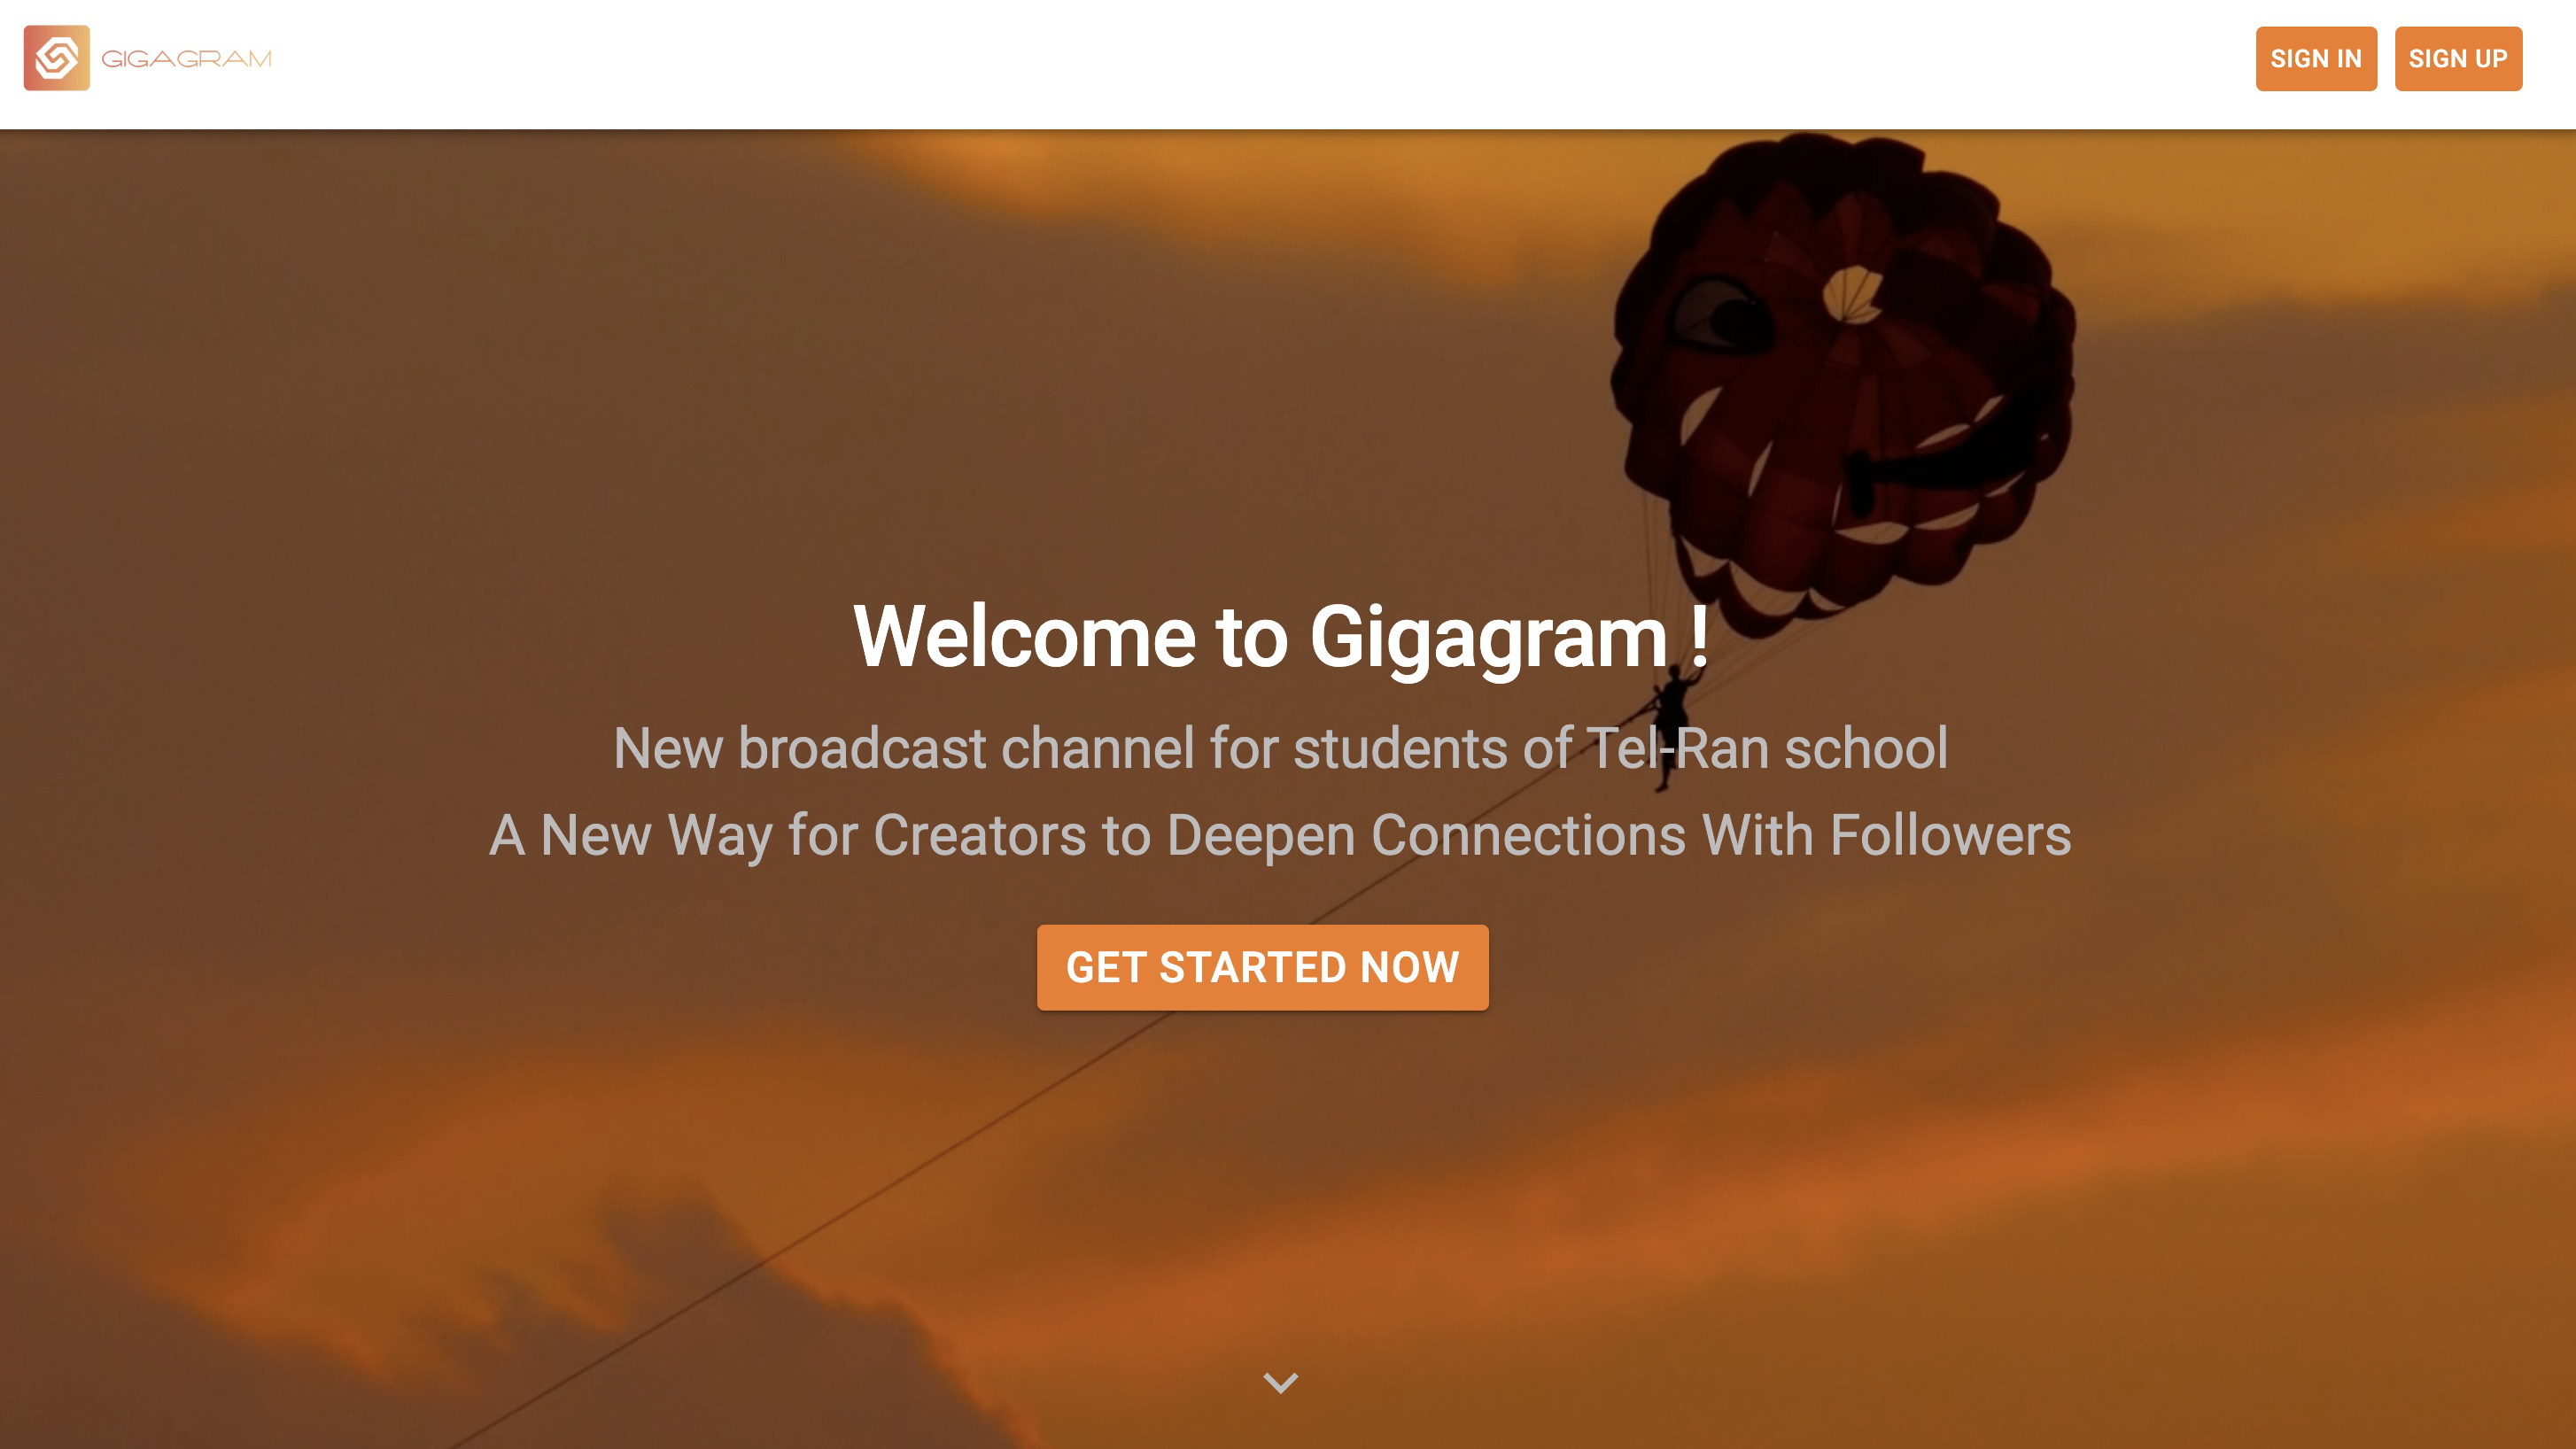 GIGAGRAM
SIGN IN SIGN UP
Welcome to Gigagram !
New broadcast channel for students of Tel-Ran school
A New Way for Creators to Deepen Connections With Followers
GET STARTED NOW